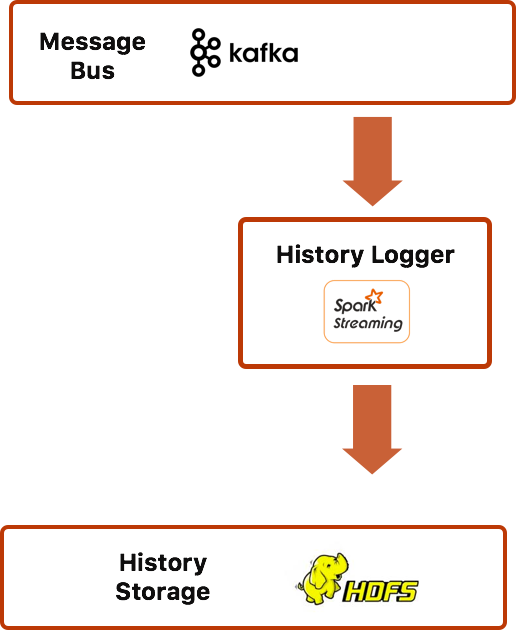 Message
Bus
kafka
History Logger
Spark
Streaming
History
Storage
HDFS